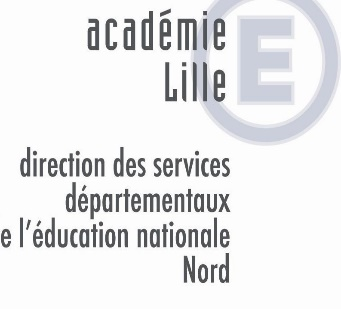 académie
Lille
E
direction des services
départementaux
e l'éducation nationale
Nord